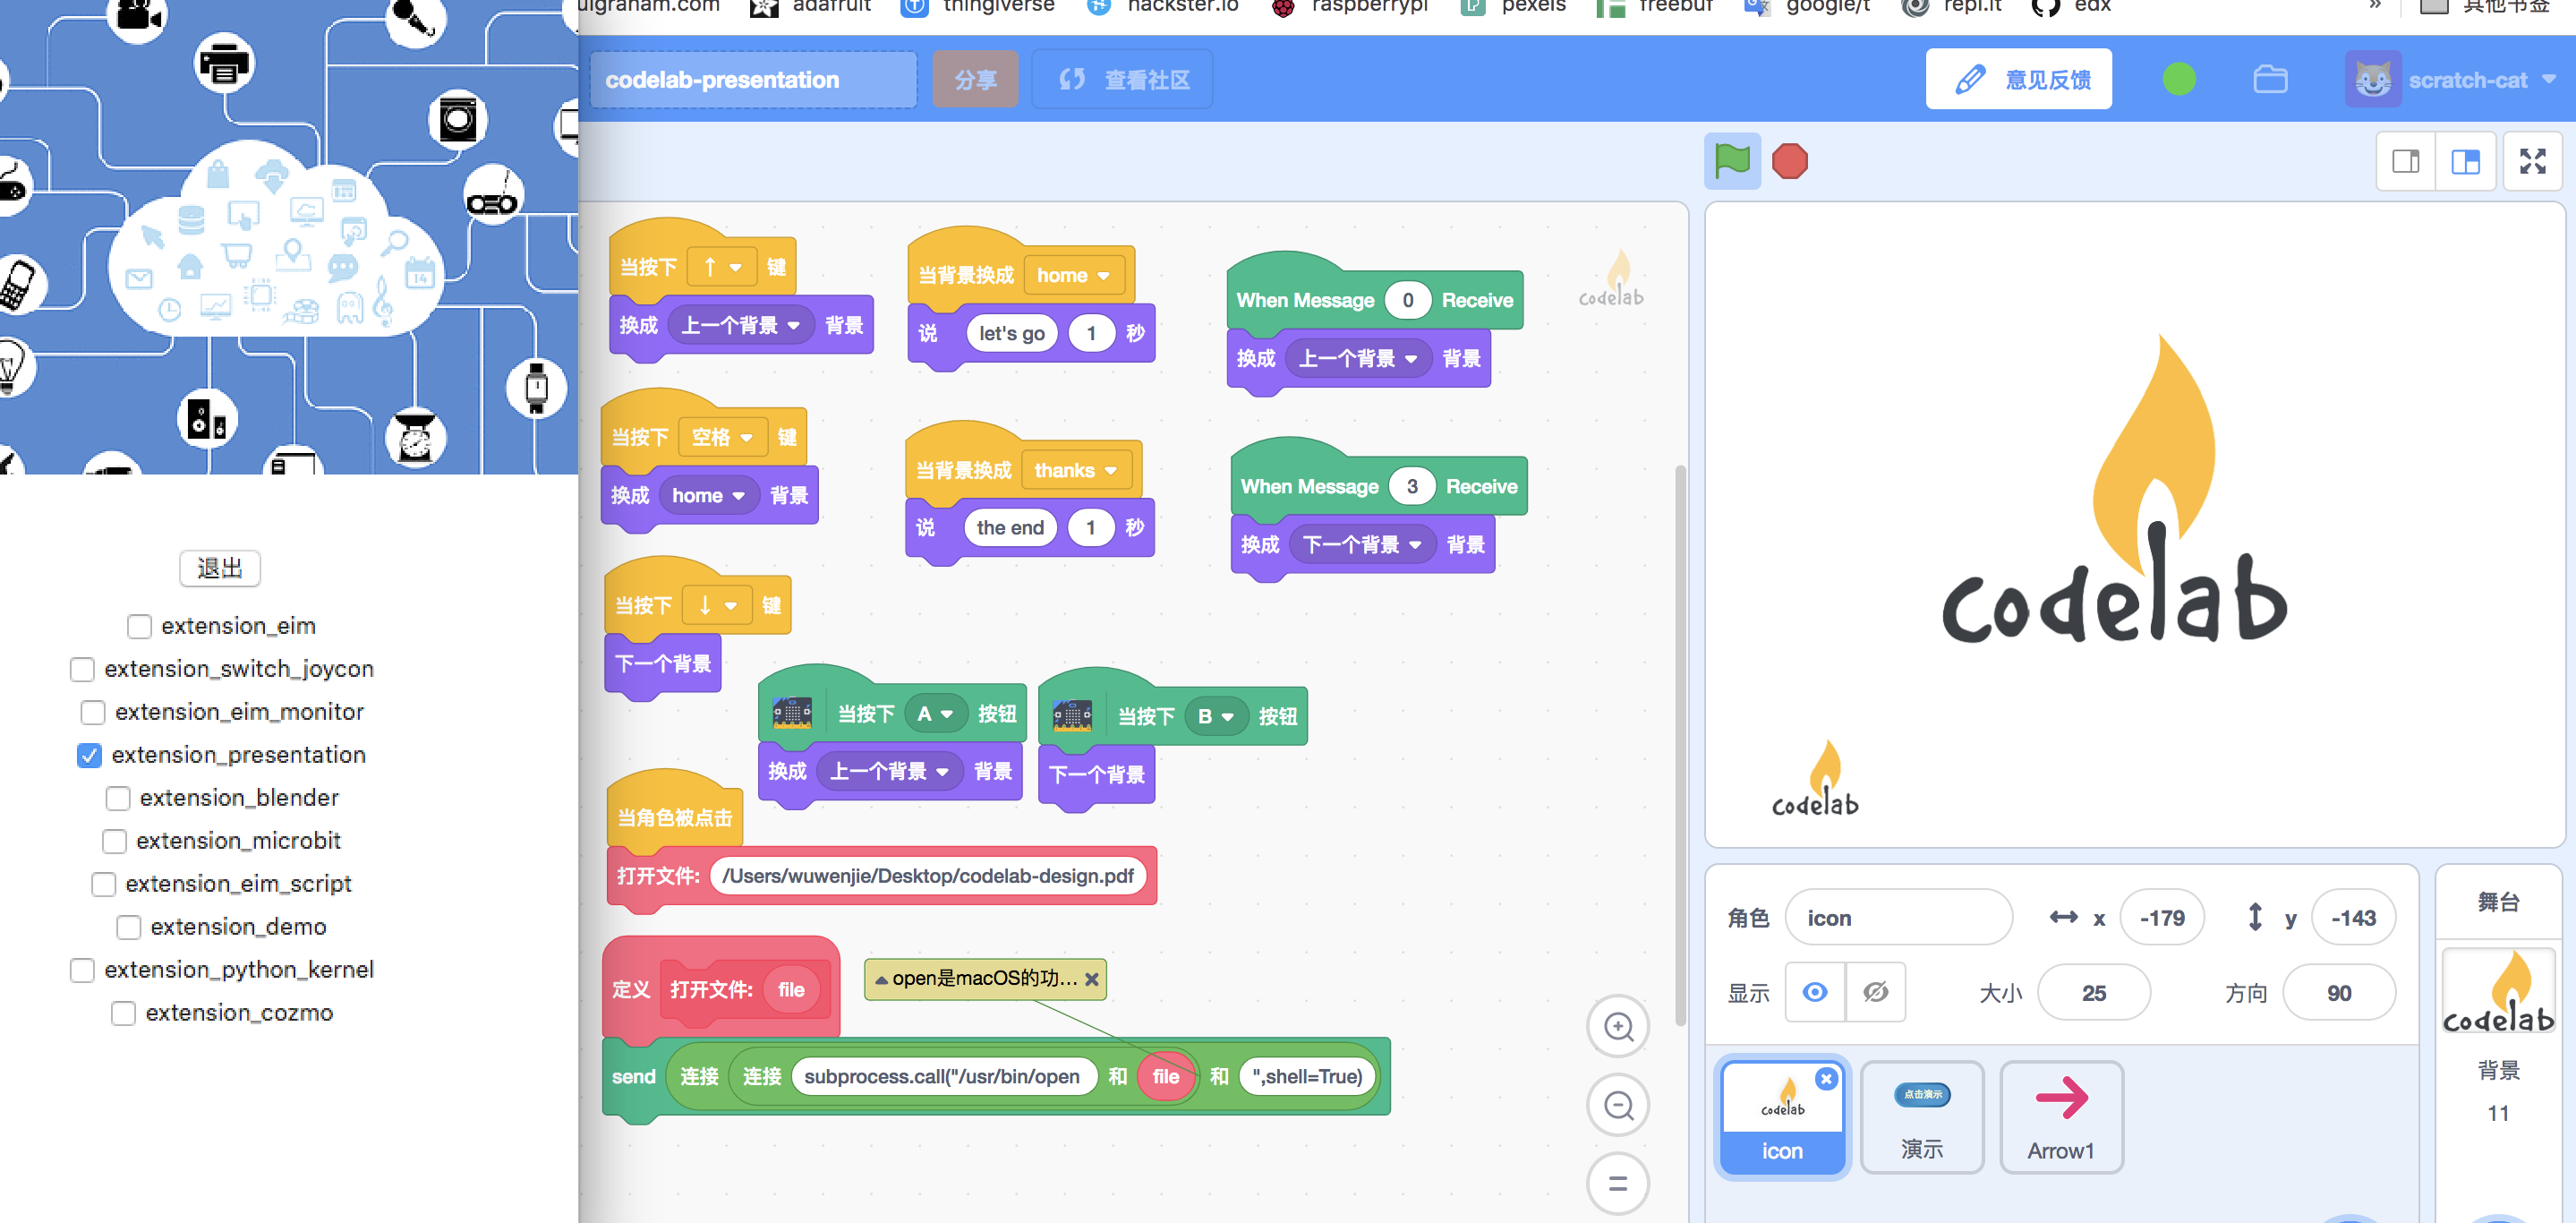 adafruit
thingiverse
hackster.io
raspberrypi
pexels
freebuf
google/t
repl.it
edx
»
其他书签
codelab-presentation
分享
查看社区
意见反馈
scratch-cat
14
退出
extension_eim
extension_switch_joycon
extension_eim_monitor
extension_presentation
extension_blender
extension_microbit
extension_eim_script
extension_demo
extension_python_kernel
extension_cozmo
当按下 ↑ 键
换成 上一个背景 背景
当按下 空格 键
换成 home 背景
当按下 ↓ 键
下一个背景
当背景换成 home
说 let's go 1 秒
当背景换成 thanks
说 the end 1 秒
When Message 0 Receive
换成 上一个背景 背景
When Message 3 Receive
换成 下一个背景 背景
codelab
当按下 A 按钮
换成 上一个背景 背景
当按下 B 按钮
下一个背景
当角色被点击
打开文件: /Users/wuwenjie/Desktop/codelab-design.pdf
定义 打开文件: file
open是macOS的功...
send 连接 连接 subprocess.call("/usr/bin/open 和 file 和 ",shell=True)
codelab
codelab
角色 icon x -179 y -143
显示 大小 25 方向 90
codelab
icon
点击演示
演示
Arrow1
舞台
codelab
背景
11